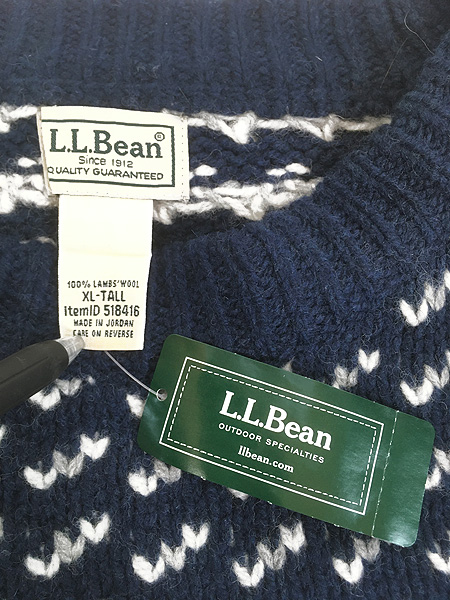 L.L.Bean®
Since 1912
QUALITY GUARANTEED
100% LAMBS' WOOL
XL-TALL
ItemID 518416
MADE IN JORDAN
CARE ON REVERSE
L.L.Bean
OUTDOOR SPECIALTIES
llbean.com